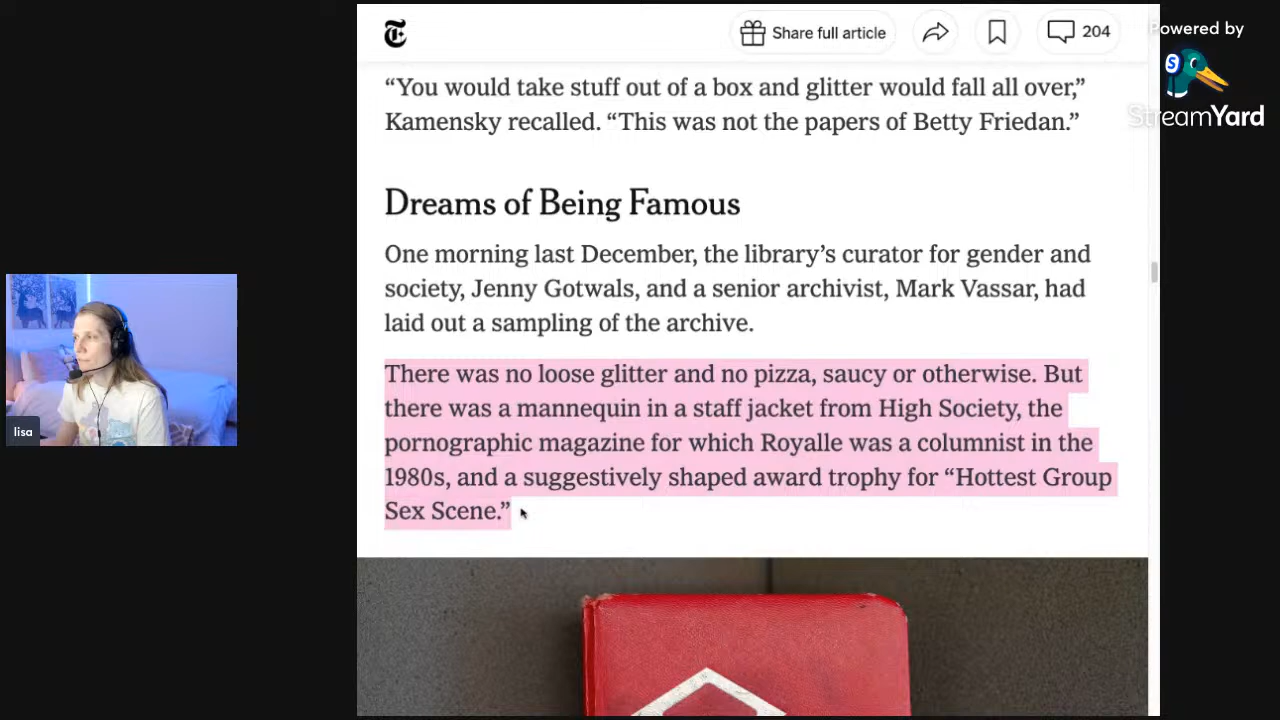 Share full article
204
Powered by
StreamYard
“You would take stuff out of a box and glitter would fall all over,”
Kamensky recalled. “This was not the papers of Betty Friedan.”
Dreams of Being Famous
One morning last December, the library’s curator for gender and
society, Jenny Gotwals, and a senior archivist, Mark Vassar, had
laid out a sampling of the archive.
There was no loose glitter and no pizza, saucy or otherwise. But
there was a mannequin in a staff jacket from High Society, the
pornographic magazine for which Royalle was a columnist in the
1980s, and a suggestively shaped award trophy for “Hottest Group
Sex Scene.”
lisa